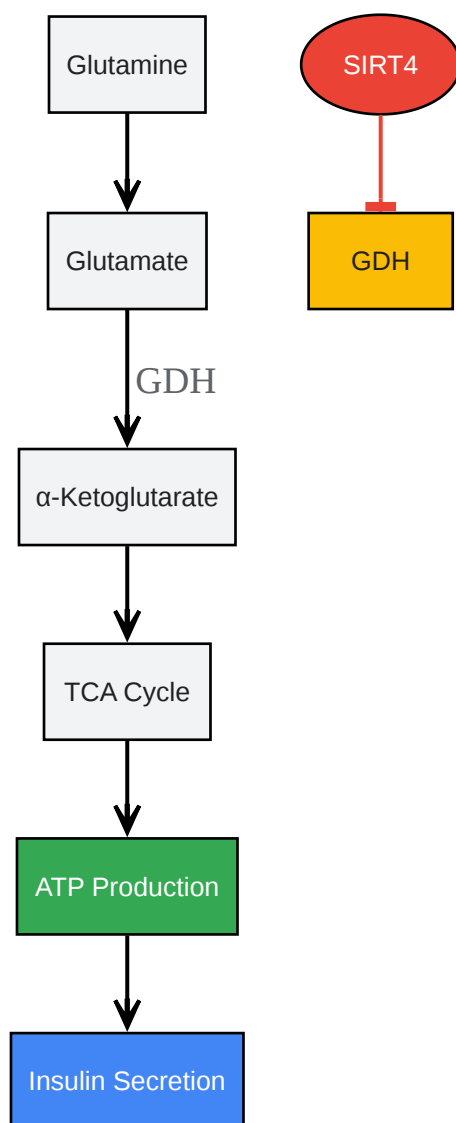 Glutamine
SIRT4
Glutamate
GDH
GDH
α-Ketoglutarate
TCA Cycle
ATP Production
Insulin Secretion